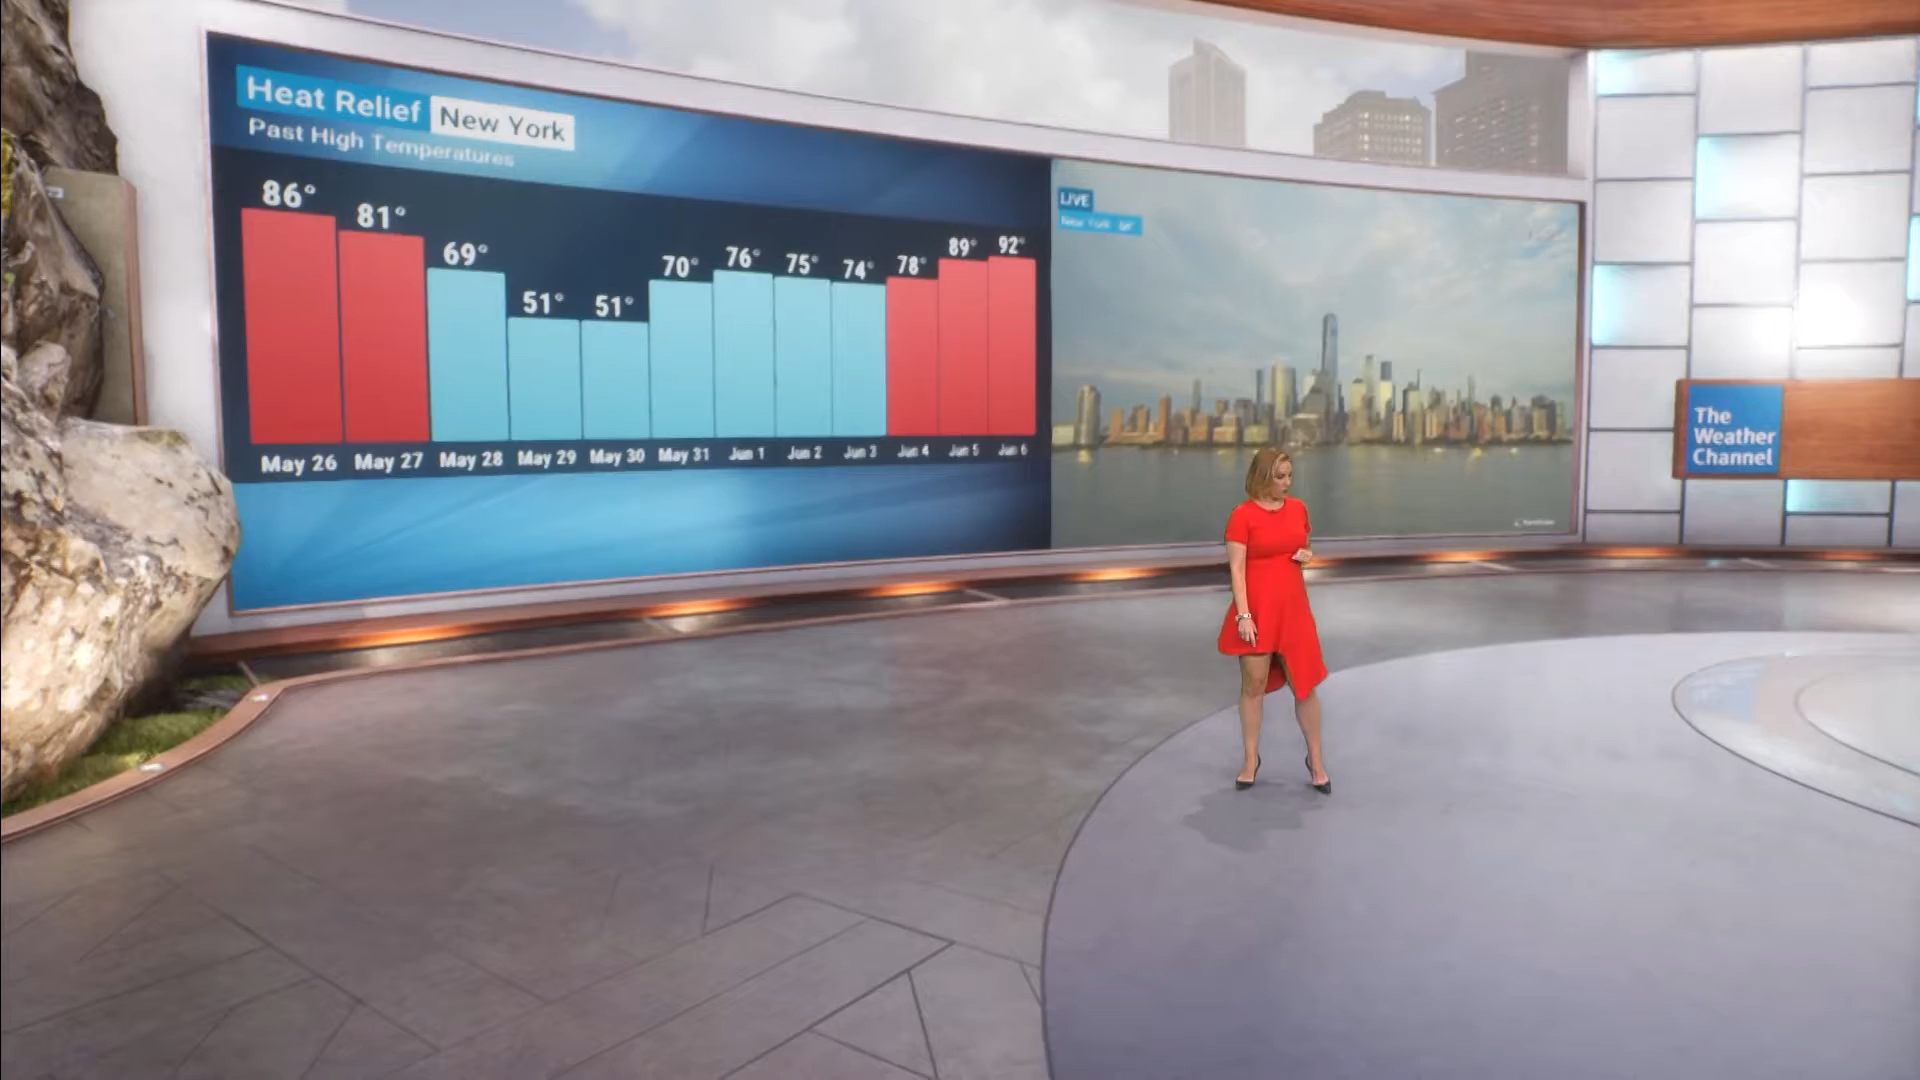 Heat Relief New York
Past High Temperatures
86° 81° 69° 51° 51° 70° 76° 75° 74° 78° 89° 92°
May 26 May 27 May 28 May 29 May 30 May 31 Jun 1 Jun 2 Jun 3 Jun 4 Jun 5 Jun 6
LIVE
New York
The
Weather
Channel